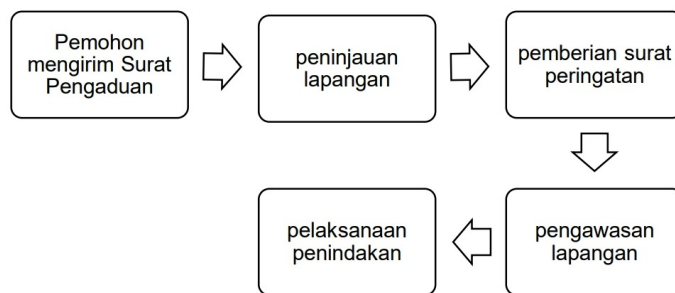 Pemohon
mengirim Surat
Pengaduan
peninjauan
lapangan
pemberian surat
peringatan
pengawasan
lapangan
pelaksanaan
penindakan